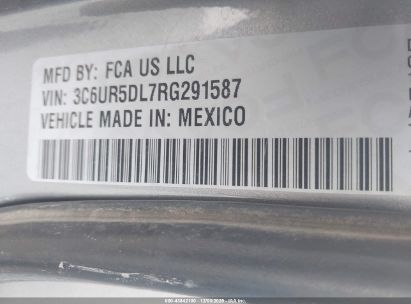 MFD BY: FCA US LLC
VIN: 3C6UR5DL7RG291587
VEHICLE MADE IN: MEXICO